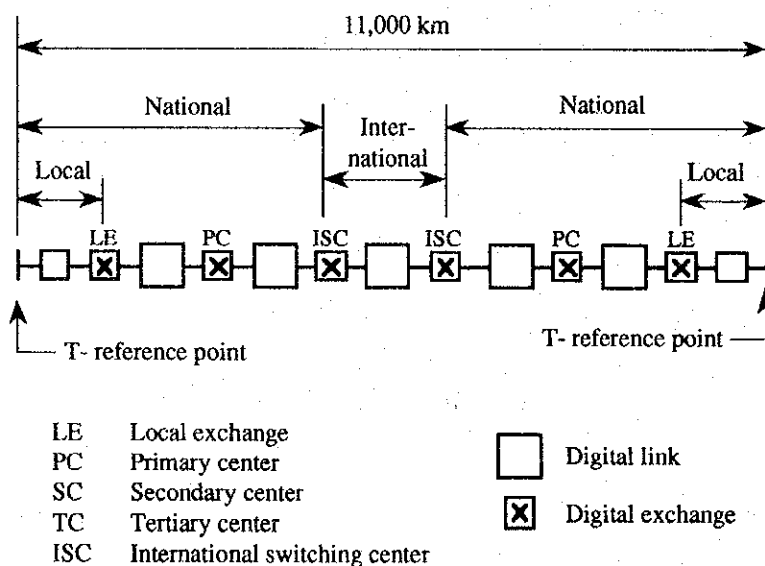 11,000 km
National
National
Inter-
national
Local
Local
LE
PC
ISC
ISC
PC
LE
T- reference point
T- reference point
LE Local exchange
PC Primary center
SC Secondary center
TC Tertiary center
ISC International switching center
Digital link
Digital exchange